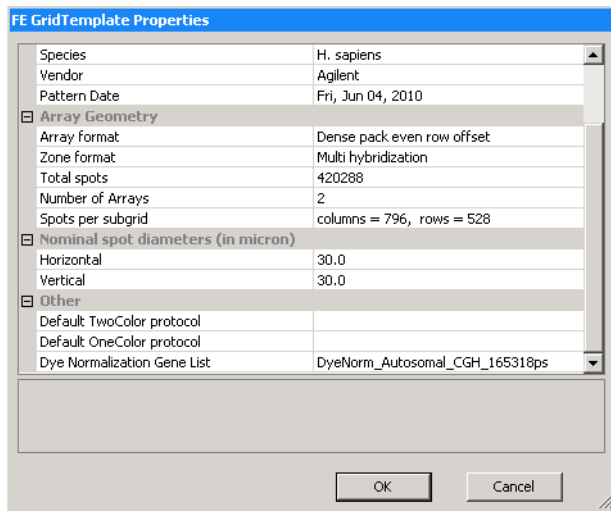 FE GridTemplate Properties
Species H. sapiens
Vendor Agilent
Pattern Date Fri, Jun 04, 2010
Array Geometry
Array format Dense pack even row offset
Zone format Multi hybridization
Total spots 420288
Number of Arrays 2
Spots per subgrid columns = 796, rows = 528
Nominal spot diameters (in micron)
Horizontal 30.0
Vertical 30.0
Other
Default TwoColor protocol
Default OneColor protocol
Dye Normalization Gene List DyeNorm_Autosomal_CGH_165318ps
OK Cancel